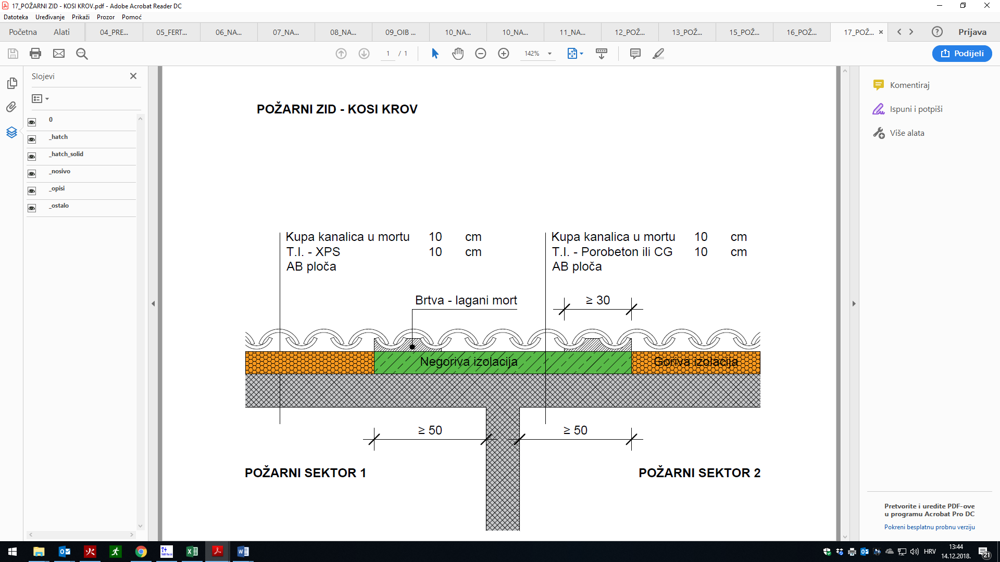 17_POŽARNI ZID - KOSI KROV.pdf - Adobe Acrobat Reader DC
Datoteka Uređivanje Prikaži Prozor Pomoć
Početna Alati 04_PRE... 05_FERT... 06_NA... 07_NA... 08_NA... 09_OIB ... 10_NA... 10_NA... 11_NA... 12_POŽ... 13_POŽ... 15_POŽ... 16_POŽ... 17_POŽ... Prijava
1 / 1 142% Podijeli
Slojevi
0
_hatch
_hatch_solid
_nosivo
_opisi
_ostalo
POŽARNI ZID - KOSI KROV
Kupa kanalica u mortu 10 cm
T.I. - XPS 10 cm
AB ploča
Kupa kanalica u mortu 10 cm
T.I. - Porobeton ili CG 10 cm
AB ploča
Brtva - lagani mort
≥ 30
Negoriva izolacija
Goriva izolacija
≥ 50
≥ 50
POŽARNI SEKTOR 1
POŽARNI SEKTOR 2
Komentiraj
Ispuni i potpiši
Više alata
Pretvorite i uredite PDF-ove
u programu Acrobat Pro DC
Pokreni besplatnu probnu verziju
HRV
13:44
14.12.2018.
21